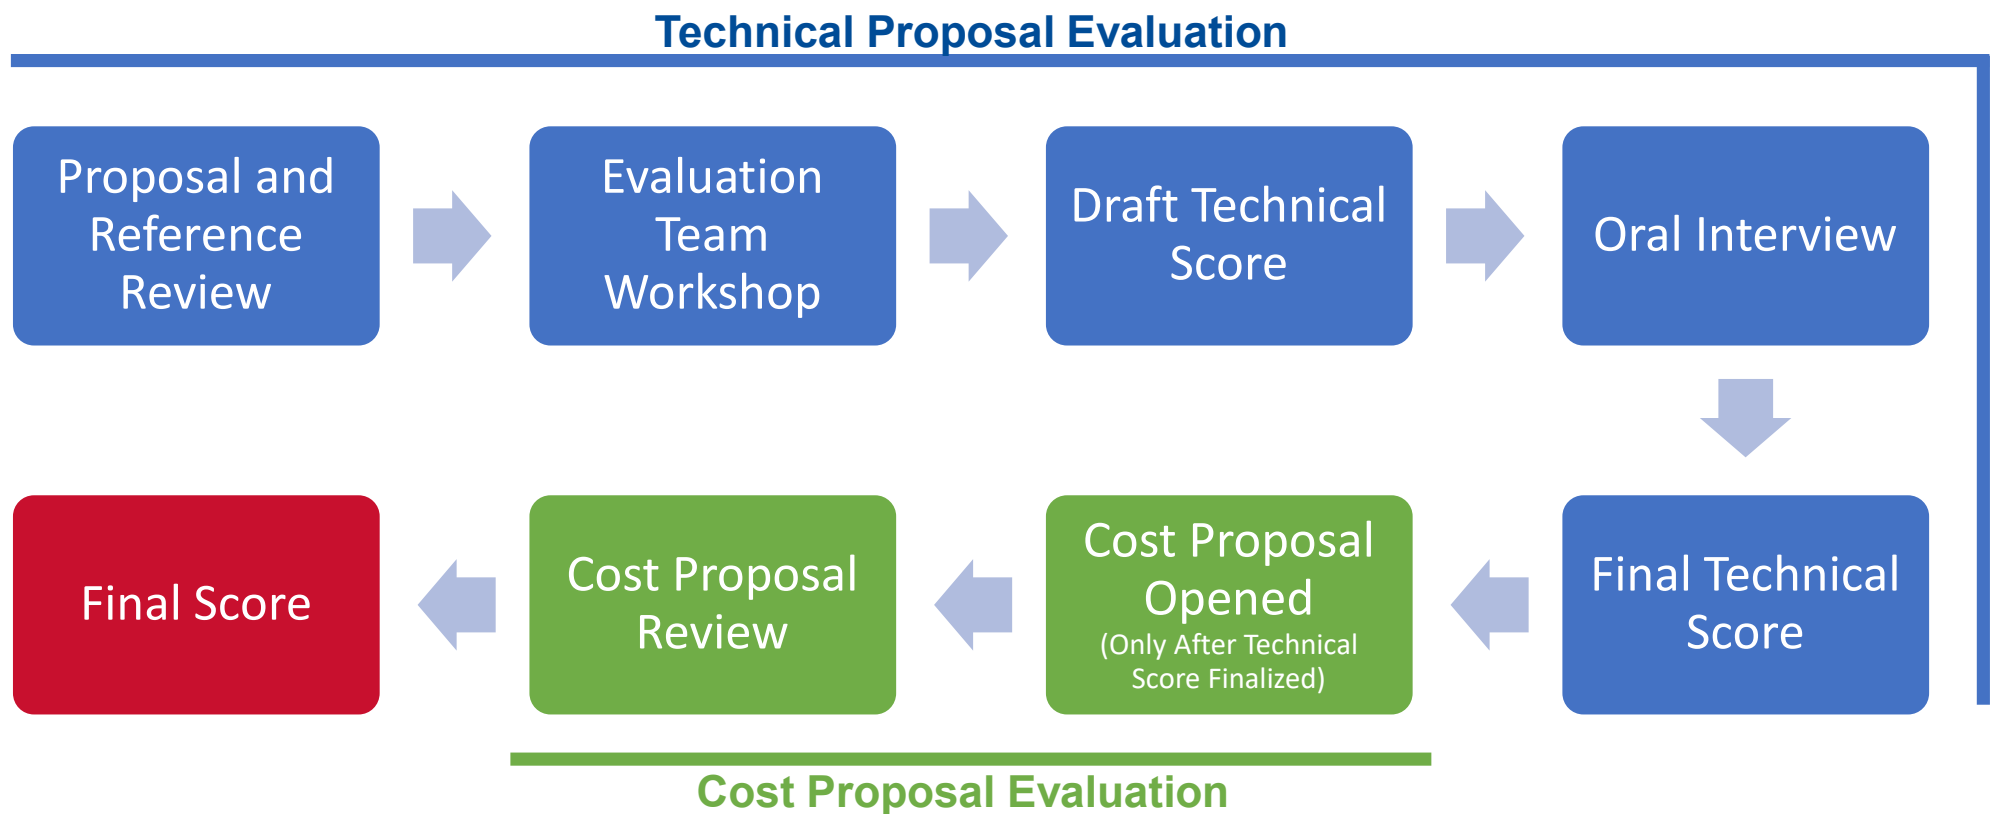 Technical Proposal Evaluation
Proposal and
Reference
Review
Evaluation
Team
Workshop
Draft Technical
Score
Oral Interview
Final Technical
Score
Cost Proposal
Opened
(Only After Technical
Score Finalized)
Cost Proposal
Review
Final Score
Cost Proposal Evaluation